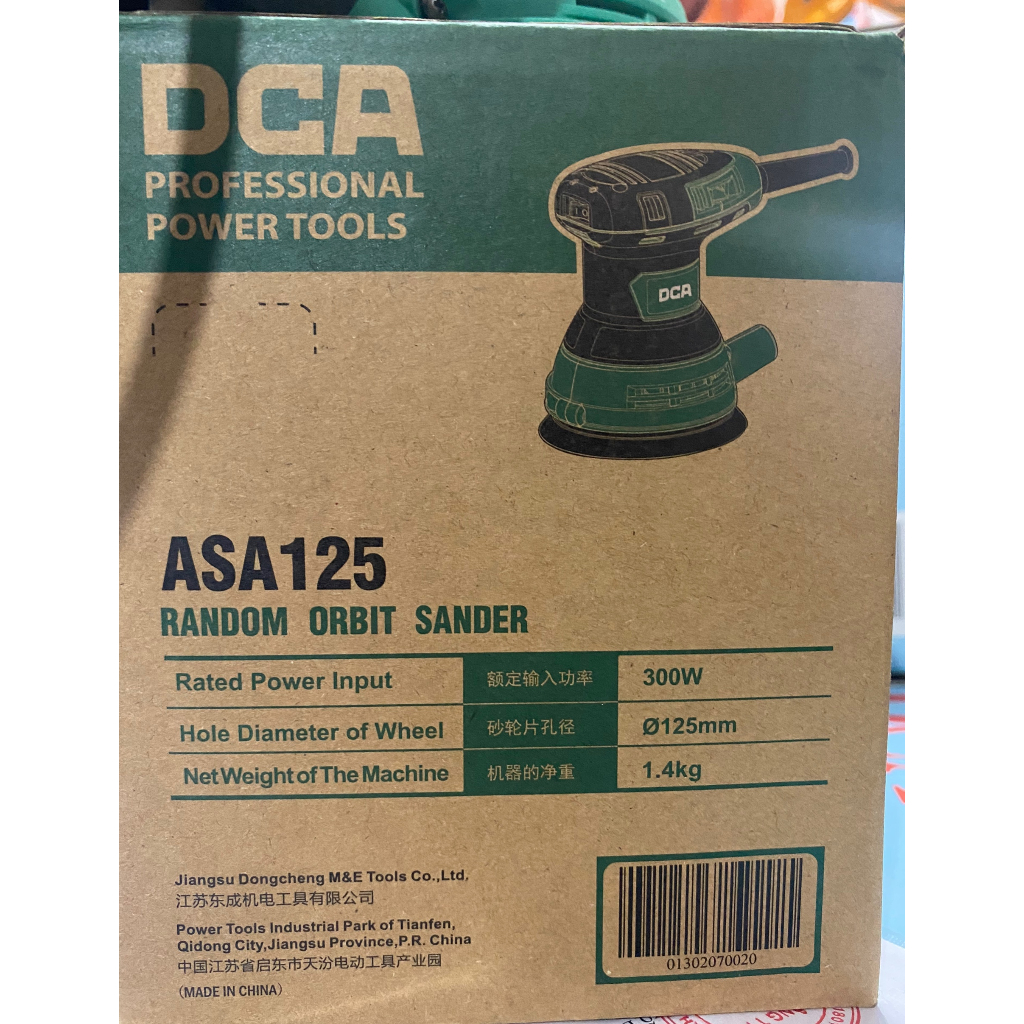 DCA
PROFESSIONAL
POWER TOOLS
DCA
ASA125
RANDOM ORBIT SANDER
Rated Power Input 额定输入功率 300W
Hole Diameter of Wheel 砂轮片孔径 Ø125mm
Net Weight of The Machine 机器的净重 1.4kg
Jiangsu Dongcheng M&E Tools Co.,Ltd.
江苏东成机电工具有限公司
Power Tools Industrial Park of Tianfen,
Qidong City,Jiangsu Province,P.R. China
中国江苏省启东市天汾电动工具产业园
(MADE IN CHINA)
01302070020